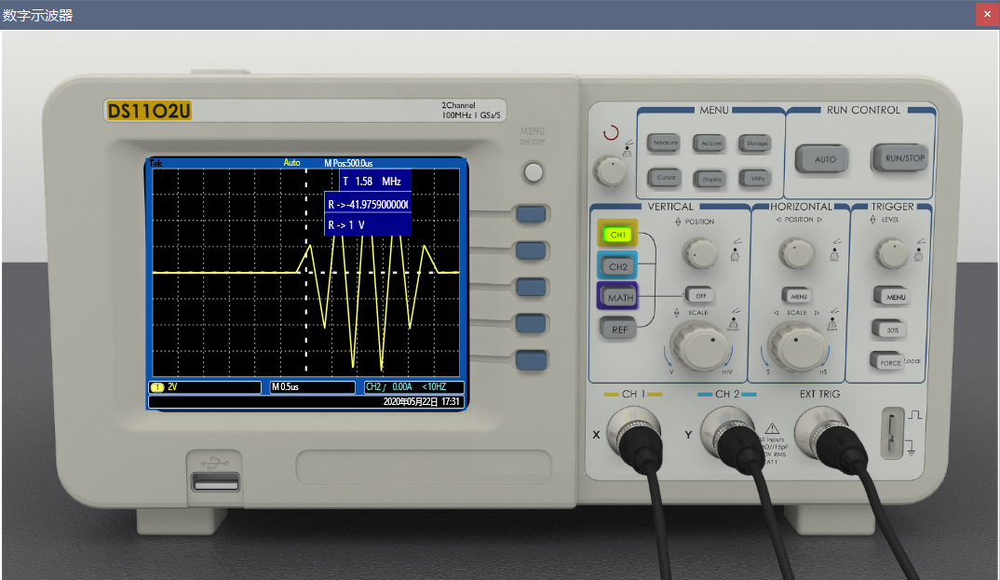 数字示波器
×
DS1102U
2Channel
100MHz 1 GSa/S
MENU
ON/OFF
Tek
Auto
M Pos:500.0us
T 1.58 MHz
R ->-41.975900000
R -> 1 V
1 2V
M 0.5us
CH2 / 0.00A <10HZ
2020年05月22日 17:31
MENU
Measure
Acquire
Storage
Cursor
Display
Utility
RUN CONTROL
AUTO
RUN/STOP
VERTICAL
POSITION
CH1
CH2
MATH
REF
OFF
SCALE
V
mV
HORIZONTAL
POSITION
MENU
SCALE
S
nS
TRIGGER
LEVEL
MENU
50%
FORCE
Local
CH 1
CH 2
EXT TRIG
X
Y
All Inputs